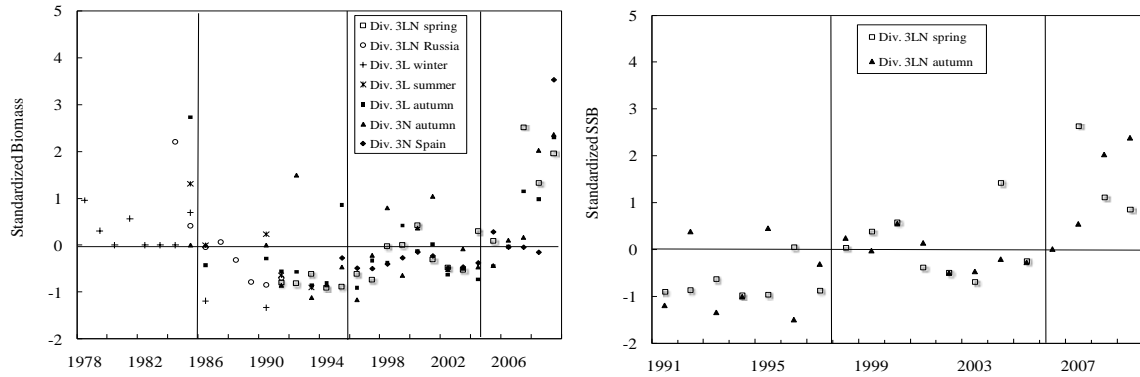 Standardized Biomass
5
4
3
2
1
0
-1
-2
1978 1982 1986 1990 1994 1998 2002 2006
Div. 3LN spring
Div. 3LN Russia
Div. 3L winter
Div. 3L summer
Div. 3L autumn
Div. 3N autumn
Div. 3N Spain
Standardized SSB
5
4
3
2
1
0
-1
-2
1991 1995 1999 2003 2007
Div. 3LN spring
Div. 3LN autumn